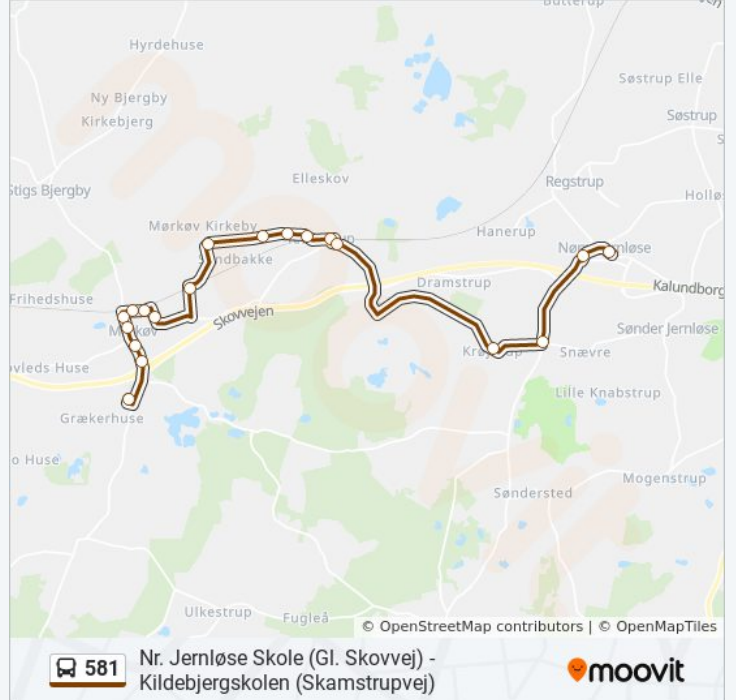 Butterup
Hyrdehuse
Søstrup Elle
Ny Bjergby
Kirkebjerg
Søstrup
Elleskov
Regstrup
Stigs Bjergby
Holløs
Mørkøv Kirkeby
Hanerup
Dramstrup
Kalundborg
Frihedshuse
Skovvejen
Sønder Jernløse
Snævre
Lille Knabstrup
Grækerhuse
Mogenstrup
Søndersted
Ulkestrup
Fugleå
© OpenStreetMap contributors | © OpenMapTiles
581
Nr. Jernløse Skole (Gl. Skovvej) -
Kildebjergskolen (Skamstrupvej)
moovit